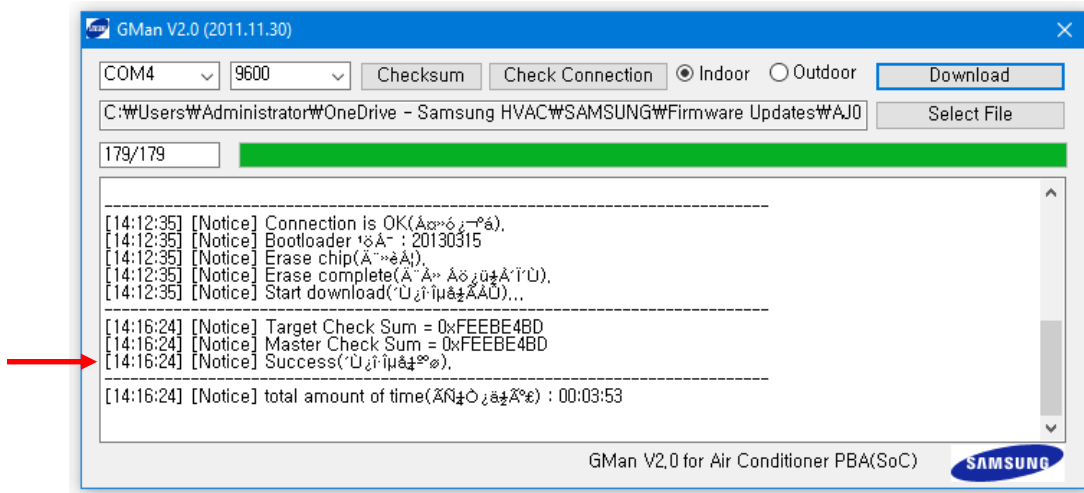 GMan V2.0 (2011.11.30)
COM4 9600 Checksum Check Connection Indoor Outdoor Download
C:₩Users₩Administrator₩OneDrive - Samsung HVAC₩SAMSUNG₩Firmware Updates₩AJ0 Select File
179/179
[14:12:35] [Notice] Connection is OK
[14:12:35] [Notice] Bootloader : 20130315
[14:12:35] [Notice] Erase chip
[14:12:35] [Notice] Erase complete
[14:12:35] [Notice] Start download
[14:16:24] [Notice] Target Check Sum = 0xFEEBE4BD
[14:16:24] [Notice] Master Check Sum = 0xFEEBE4BD
[14:16:24] [Notice] Success
[14:16:24] [Notice] total amount of time : 00:03:53
GMan V2.0 for Air Conditioner PBA(SoC) SAMSUNG